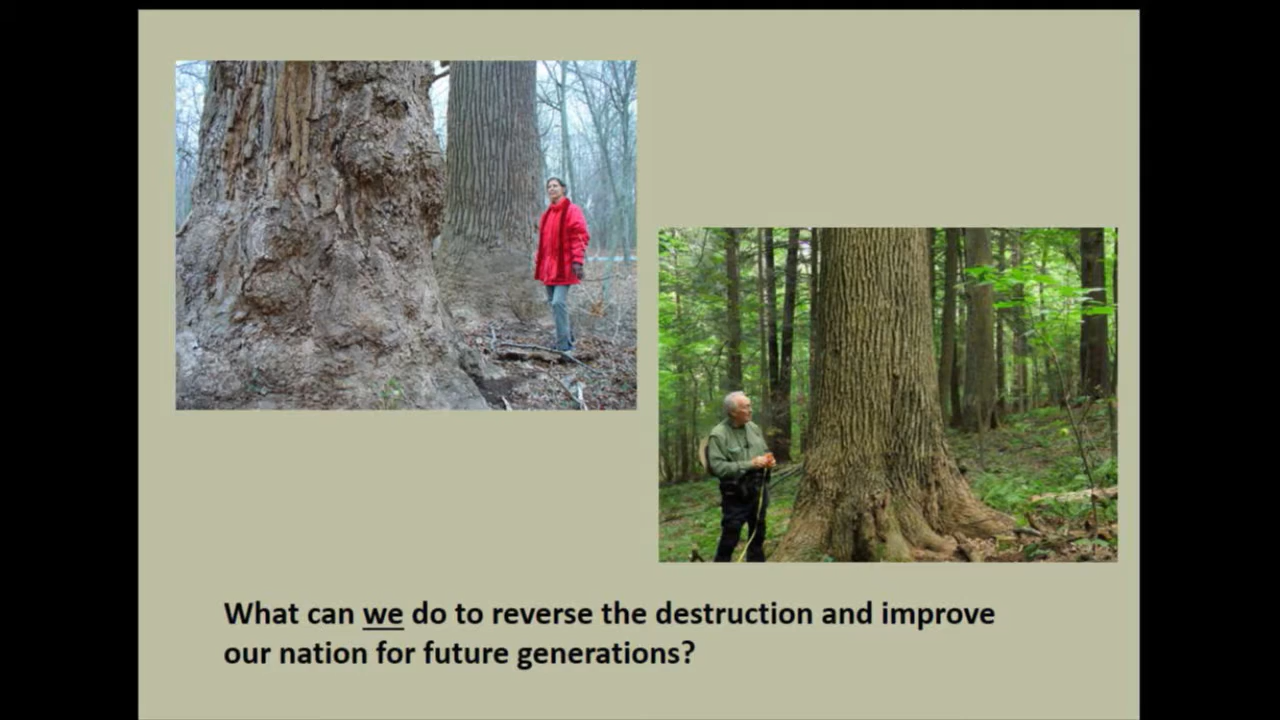 What can we do to reverse the destruction and improve
our nation for future generations?